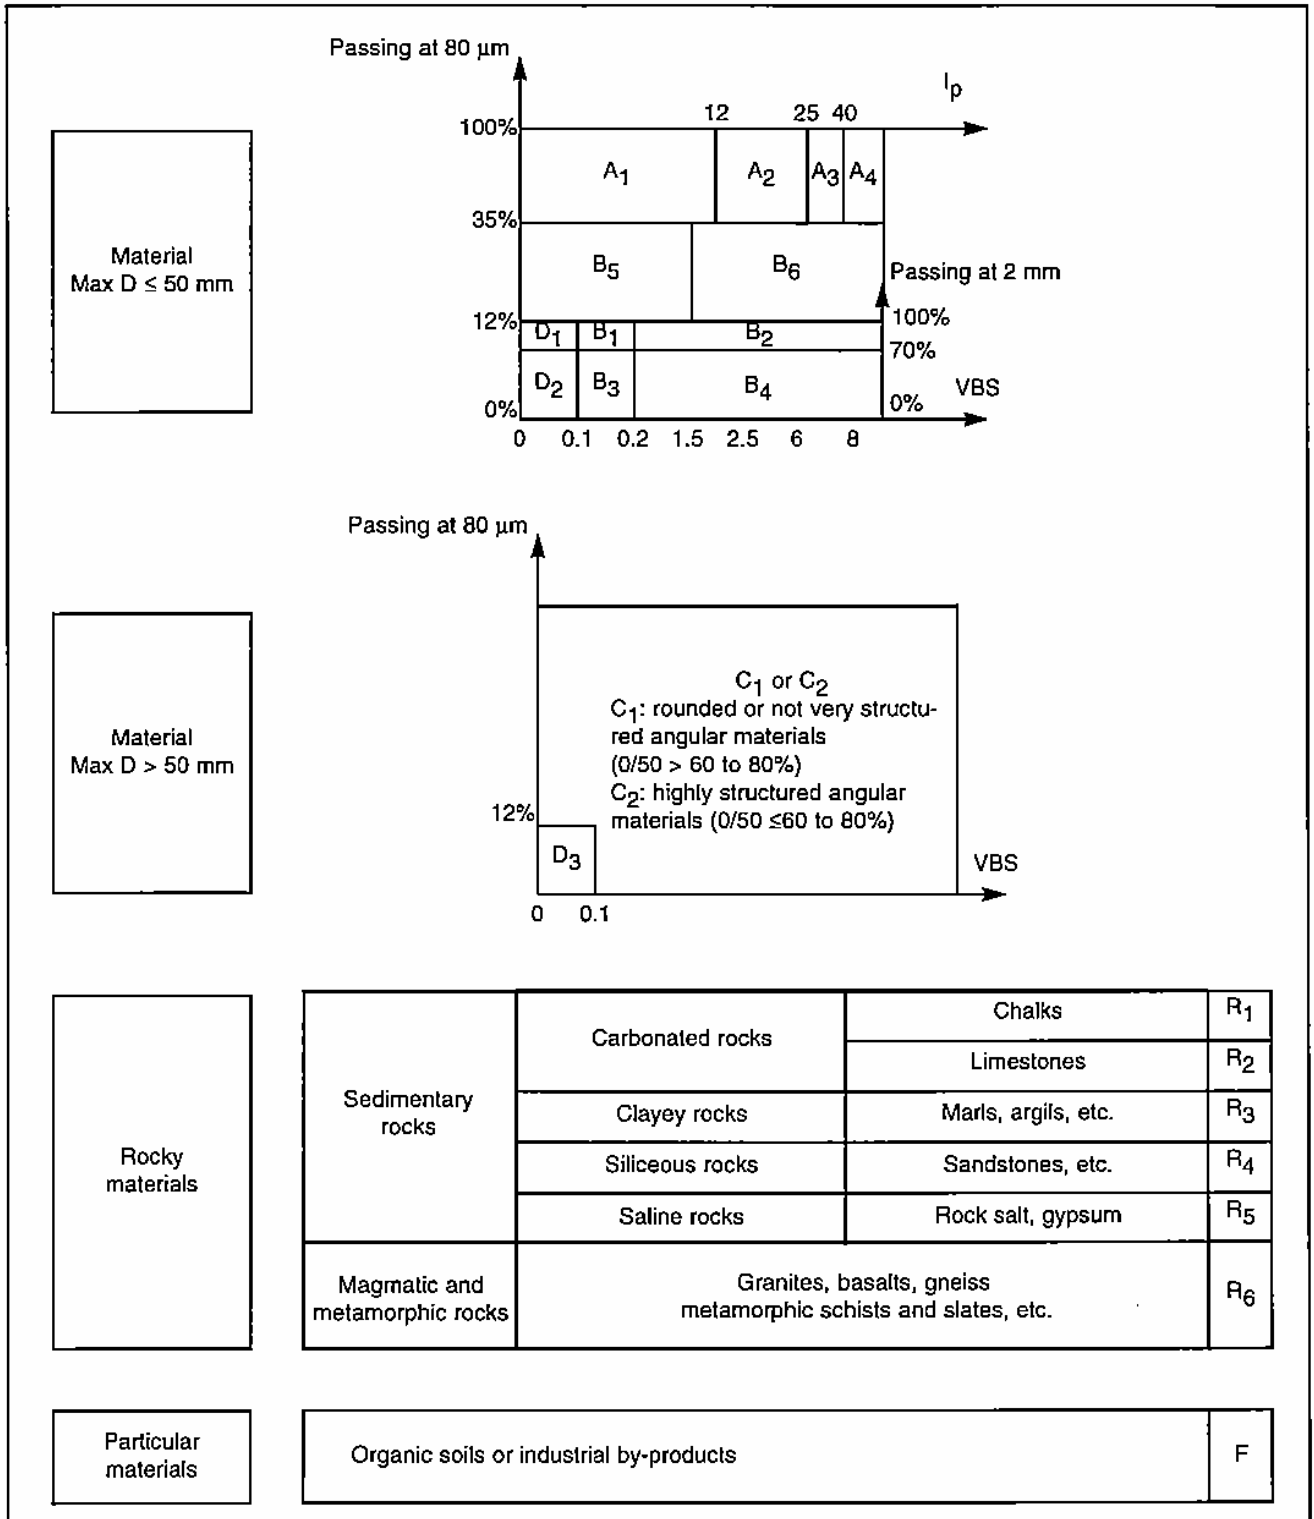 Passing at 80 µm
Ip
12 25 40
100%
A1 A2 A3 A4
35%
Material
Max D ≤ 50 mm
B5 B6
Passing at 2 mm
12%
100%
D1 B1 B2
70%
D2 B3 B4
VBS
0%
0%
0 0.1 0.2 1.5 2.5 6 8
Passing at 80 µm
Material
Max D > 50 mm
C1 or C2
C1: rounded or not very structu-
red angular materials
(0/50 > 60 to 80%)
C2: highly structured angular
materials (0/50 ≤60 to 80%)
12%
D3
VBS
0 0.1
Rocky
materials
Sedimentary
rocks
Carbonated rocks
Chalks R1
Limestones R2
Clayey rocks Marls, argils, etc. R3
Siliceous rocks Sandstones, etc. R4
Saline rocks Rock salt, gypsum R5
Magmatic and
metamorphic rocks
Granites, basalts, gneiss
metamorphic schists and slates, etc.
R6
Particular
materials
Organic soils or industrial by-products F